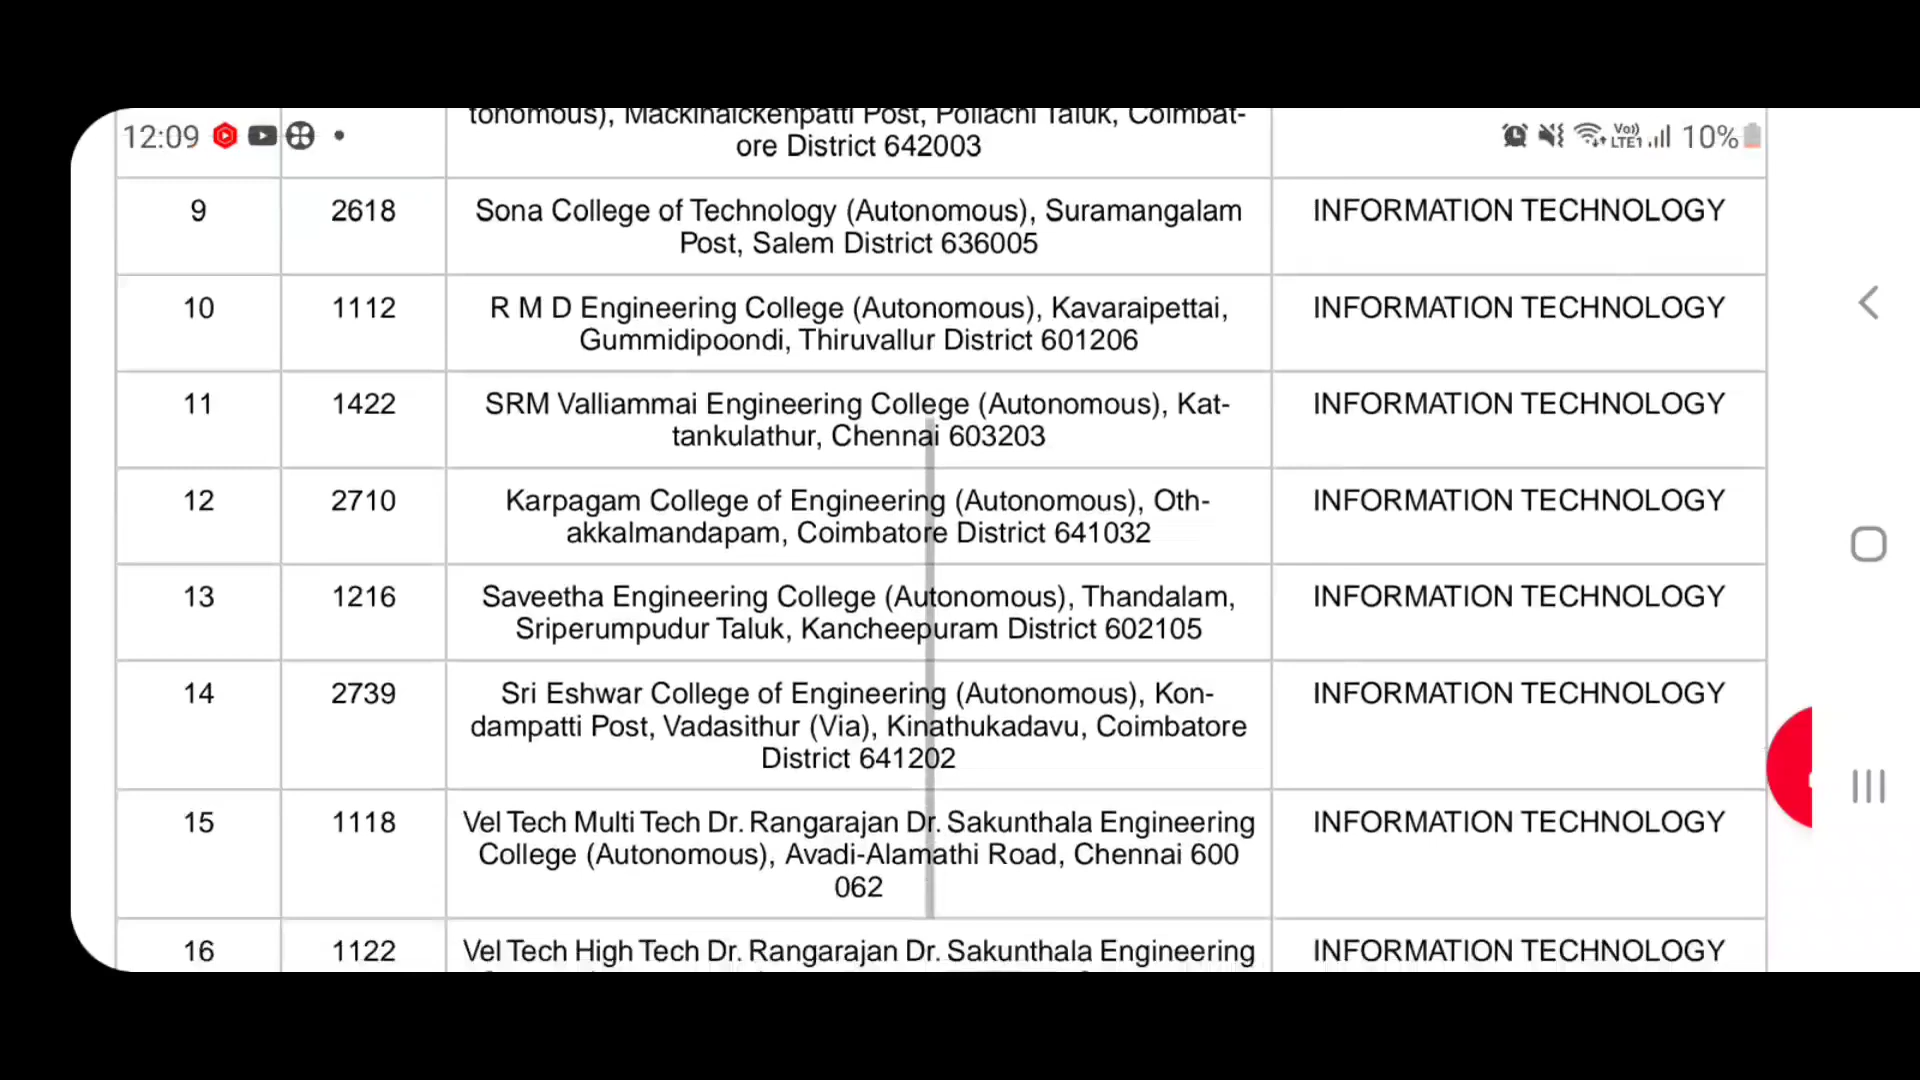 tonomous), Mackinaickenpatti Post, Pollachi Taluk, Coimbat-
12:09
10%
ore District 642003
9 2618 Sona College of Technology (Autonomous), Suramangalam INFORMATION TECHNOLOGY
Post, Salem District 636005
10 1112 R M D Engineering College (Autonomous), Kavaraipettai, INFORMATION TECHNOLOGY
Gummidipoondi, Thiruvallur District 601206
11 1422 SRM Valliammai Engineering College (Autonomous), Kat- INFORMATION TECHNOLOGY
tankulathur, Chennai 603203
12 2710 Karpagam College of Engineering (Autonomous), Oth- INFORMATION TECHNOLOGY
akkalmandapam, Coimbatore District 641032
13 1216 Saveetha Engineering College (Autonomous), Thandalam, INFORMATION TECHNOLOGY
Sriperumpudur Taluk, Kancheepuram District 602105
14 2739 Sri Eshwar College of Engineering (Autonomous), Kon- INFORMATION TECHNOLOGY
dampatti Post, Vadasithur (Via), Kinathukadavu, Coimbatore
District 641202
15 1118 Vel Tech Multi Tech Dr. Rangarajan Dr. Sakunthala Engineering INFORMATION TECHNOLOGY
College (Autonomous), Avadi-Alamathi Road, Chennai 600
062
16 1122 Vel Tech High Tech Dr. Rangarajan Dr. Sakunthala Engineering INFORMATION TECHNOLOGY